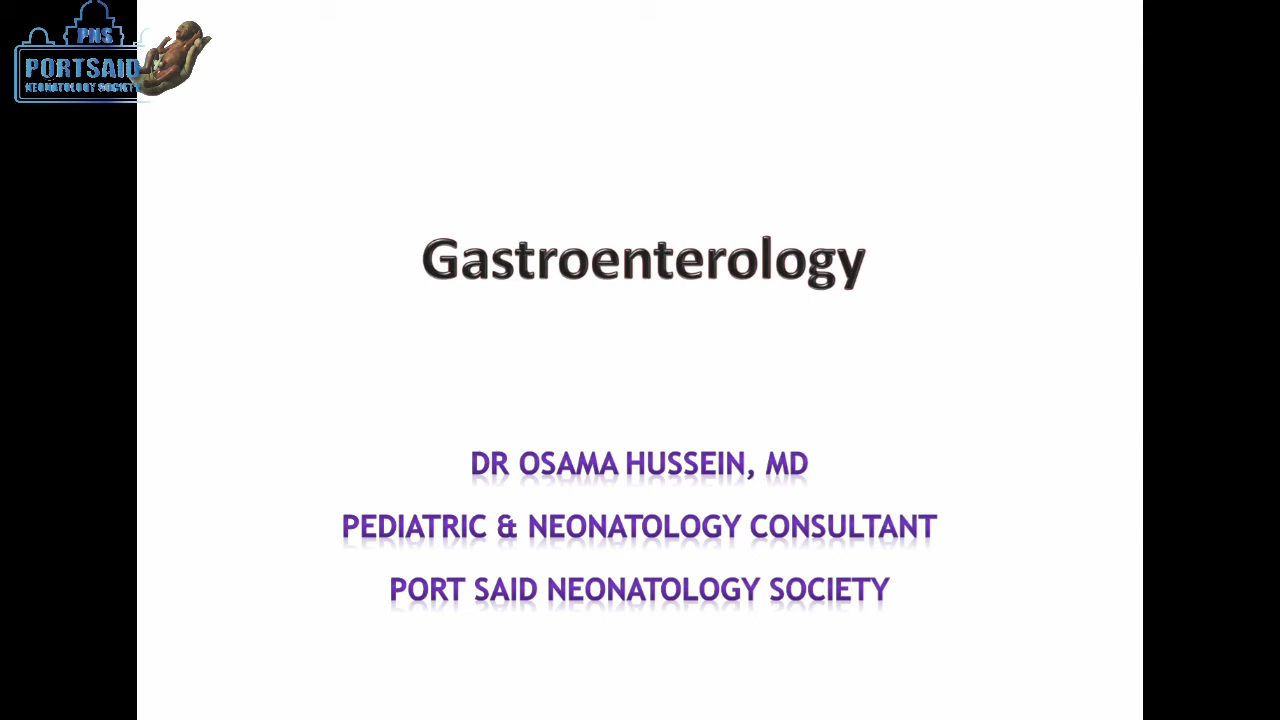 PNS
PORTSAID
NEONATOLOGY SOCIETY
Gastroenterology
DR OSAMA HUSSEIN, MD
PEDIATRIC & NEONATOLOGY CONSULTANT
PORT SAID NEONATOLOGY SOCIETY